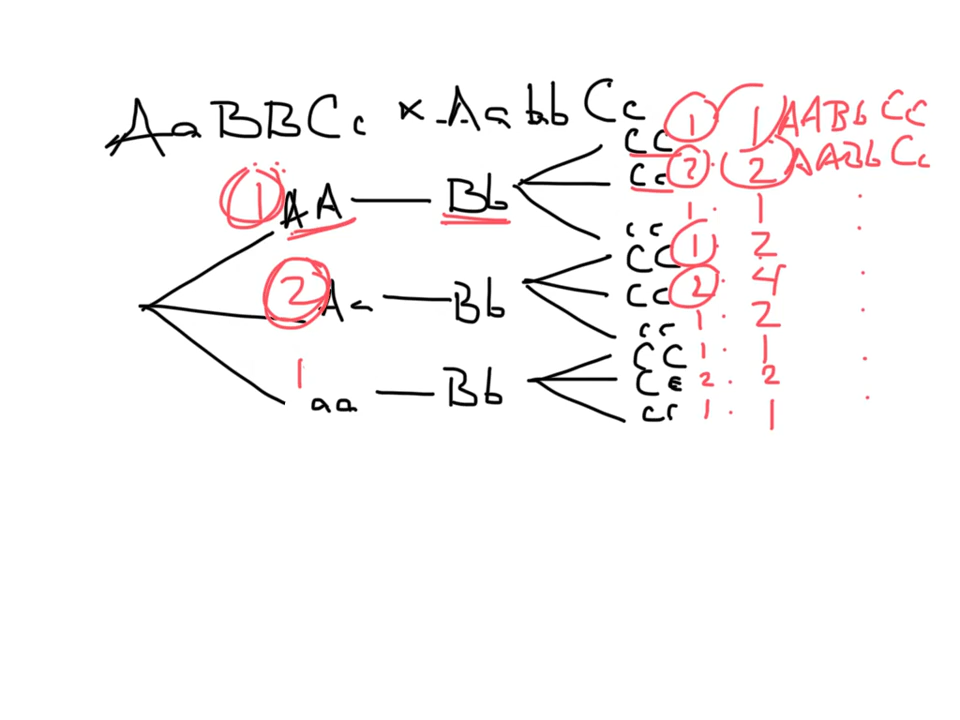 AaBBCc × AabbCc
CC 1 1 AABbCC
1 AA — Bb Cc 2 2 AABbCc
cc 1 1
CC 1 2
2 Aa — Bb Cc 2 4
cc 1 2
CC 1 1
1 aa — Bb Cc 2 2
cc 1 1